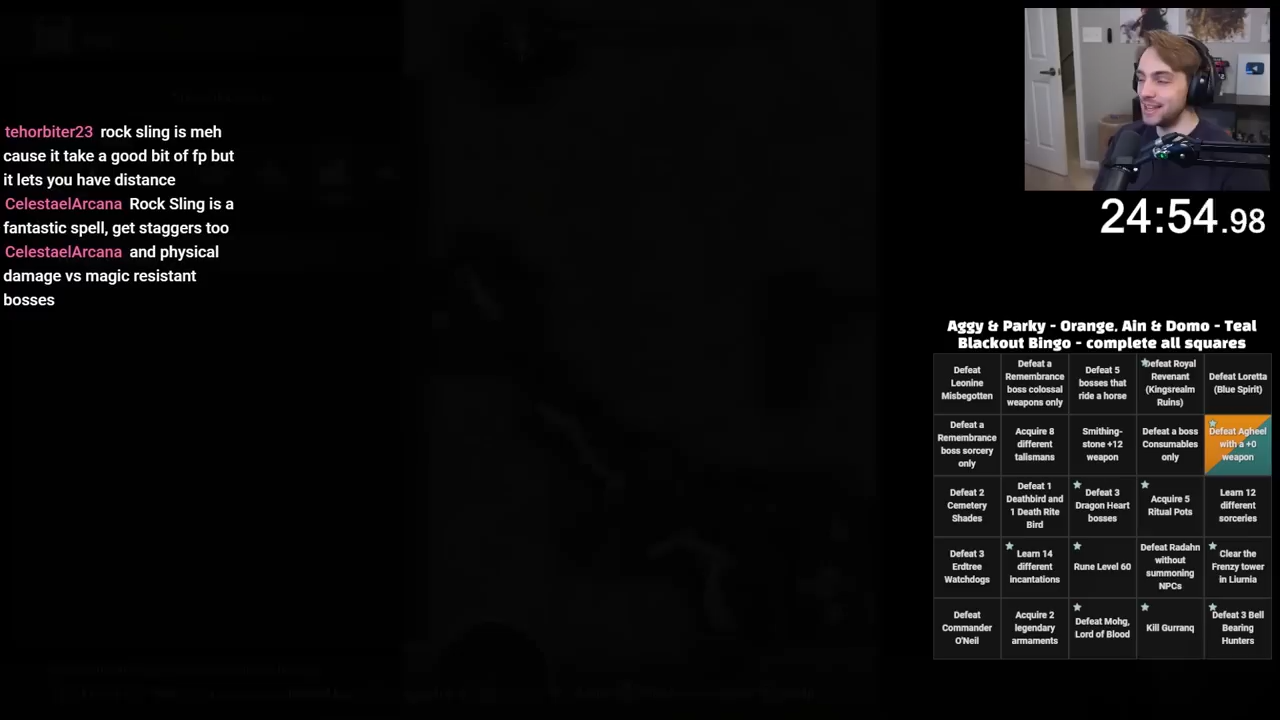 tehorbiter23 rock sling is meh
cause it take a good bit of fp but
it lets you have distance
CelestaelArcana Rock Sling is a
fantastic spell, get staggers too
CelestaelArcana and physical
damage vs magic resistant
bosses
24:54.98
Aggy & Parky - Orange, Ain & Domo - Teal
Blackout Bingo - complete all squares
Defeat
Leonine
Misbegotten
Defeat a
Remembrance
boss colossal
weapons only
Defeat 5
bosses that
ride a horse
Defeat Royal
Revenant
(Kingsrealm
Ruins)
Defeat Loretta
(Blue Spirit)
Defeat a
Remembrance
boss sorcery
only
Acquire 8
different
talismans
Smithing-
stone +12
weapon
Defeat a boss
Consumables
only
Defeat Agheel
with a +0
weapon
Defeat 2
Cemetery
Shades
Defeat 1
Deathbird and
1 Death Rite
Bird
Defeat 3
Dragon Heart
bosses
Acquire 5
Ritual Pots
Learn 12
different
sorceries
Defeat 3
Erdtree
Watchdogs
Learn 14
different
incantations
Rune Level 60
Defeat Radahn
without
summoning
NPCs
Clear the
Frenzy tower
in Liurnia
Defeat
Commander
O'Neil
Acquire 2
legendary
armaments
Defeat Mohg,
Lord of Blood
Kill Gurranq
Defeat 3 Bell
Bearing
Hunters